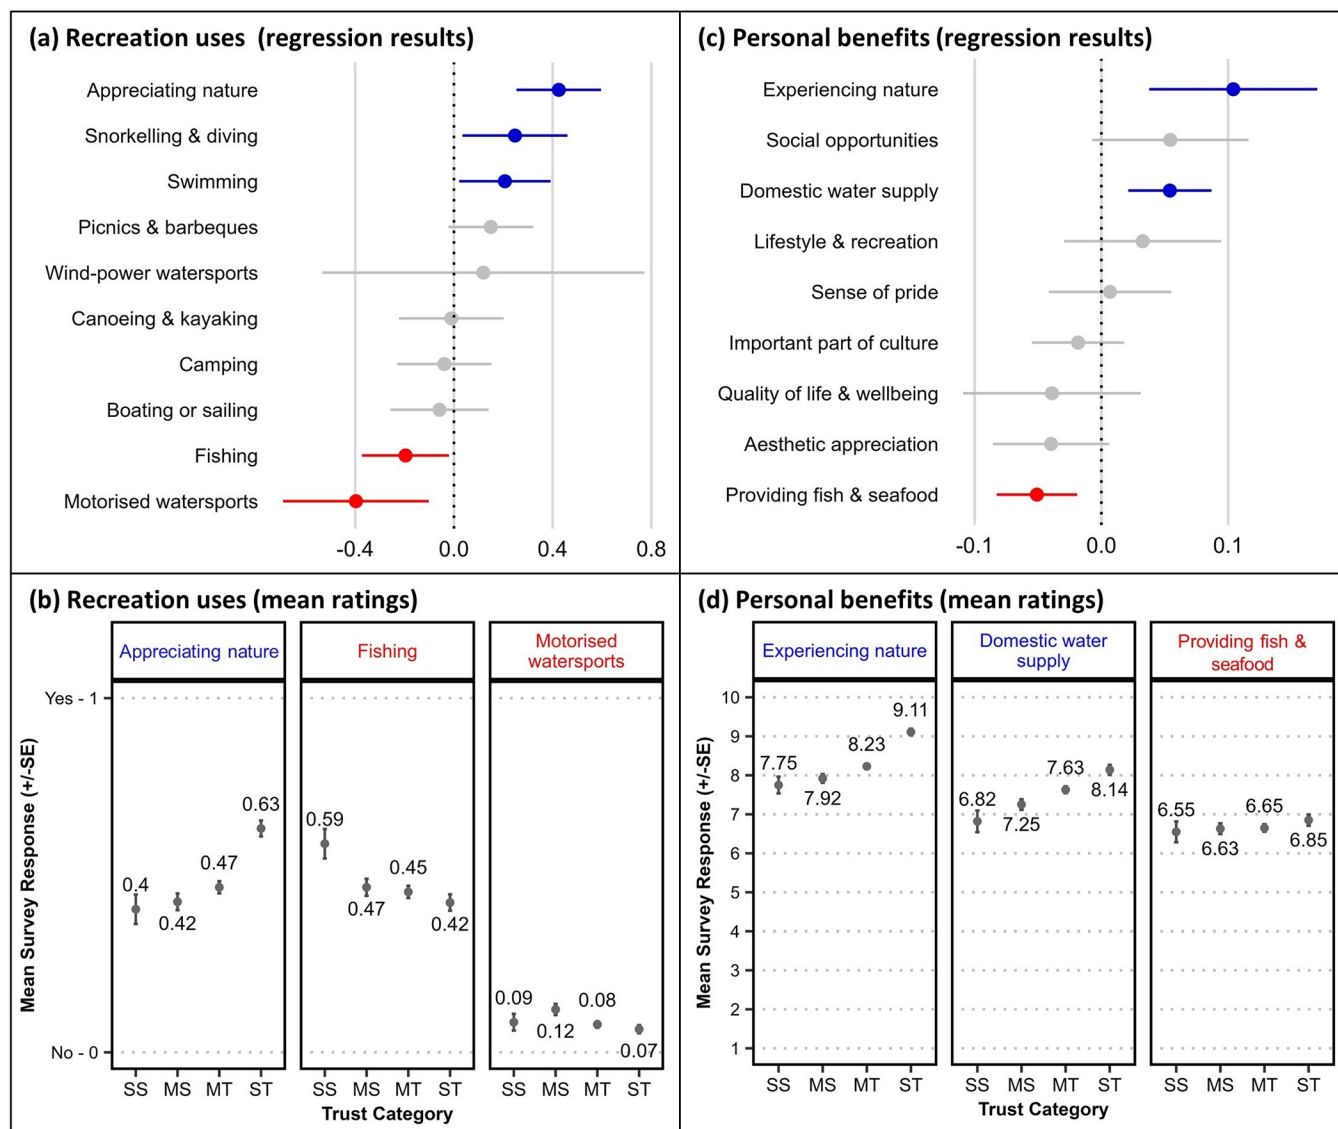 (a) Recreation uses (regression results)
Appreciating nature
Snorkelling & diving
Swimming
Picnics & barbeques
Wind-power watersports
Canoeing & kayaking
Camping
Boating or sailing
Fishing
Motorised watersports
-0.4 0.0 0.4 0.8
(c) Personal benefits (regression results)
Experiencing nature
Social opportunities
Domestic water supply
Lifestyle & recreation
Sense of pride
Important part of culture
Quality of life & wellbeing
Aesthetic appreciation
Providing fish & seafood
-0.1 0.0 0.1
(b) Recreation uses (mean ratings)
Mean Survey Response (+/-SE)
Yes - 1
No - 0
Appreciating nature
0.4
0.42
0.47
0.63
SS MS MT ST
Fishing
0.59
0.47
0.45
0.42
SS MS MT ST
Motorised
watersports
0.09
0.12
0.08
0.07
SS MS MT ST
Trust Category
(d) Personal benefits (mean ratings)
Mean Survey Response (+/-SE)
10
9
8
7
6
5
4
3
2
1
Experiencing nature
7.75
7.92
8.23
9.11
SS MS MT ST
Domestic water
supply
6.82
7.25
7.63
8.14
SS MS MT ST
Providing fish &
seafood
6.55
6.63
6.65
6.85
SS MS MT ST
Trust Category